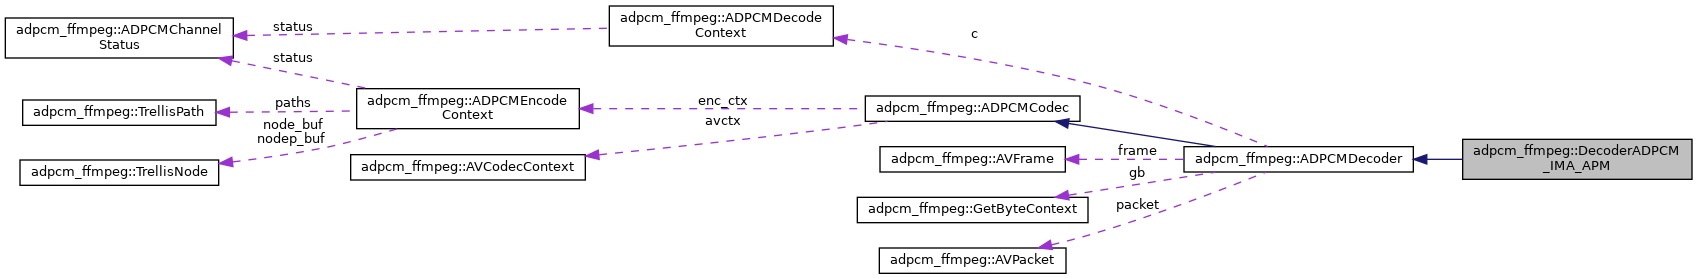 adpcm_ffmpeg::ADPCMChannel
Status
status
adpcm_ffmpeg::ADPCMDecode
Context
c
status
adpcm_ffmpeg::TrellisPath
paths
adpcm_ffmpeg::ADPCMEncode
Context
enc_ctx
adpcm_ffmpeg::ADPCMCodec
avctx
node_buf
nodep_buf
adpcm_ffmpeg::TrellisNode
adpcm_ffmpeg::AVCodecContext
adpcm_ffmpeg::AVFrame
frame
adpcm_ffmpeg::ADPCMDecoder
adpcm_ffmpeg::DecoderADPCM
_IMA_APM
gb
adpcm_ffmpeg::GetByteContext
packet
adpcm_ffmpeg::AVPacket